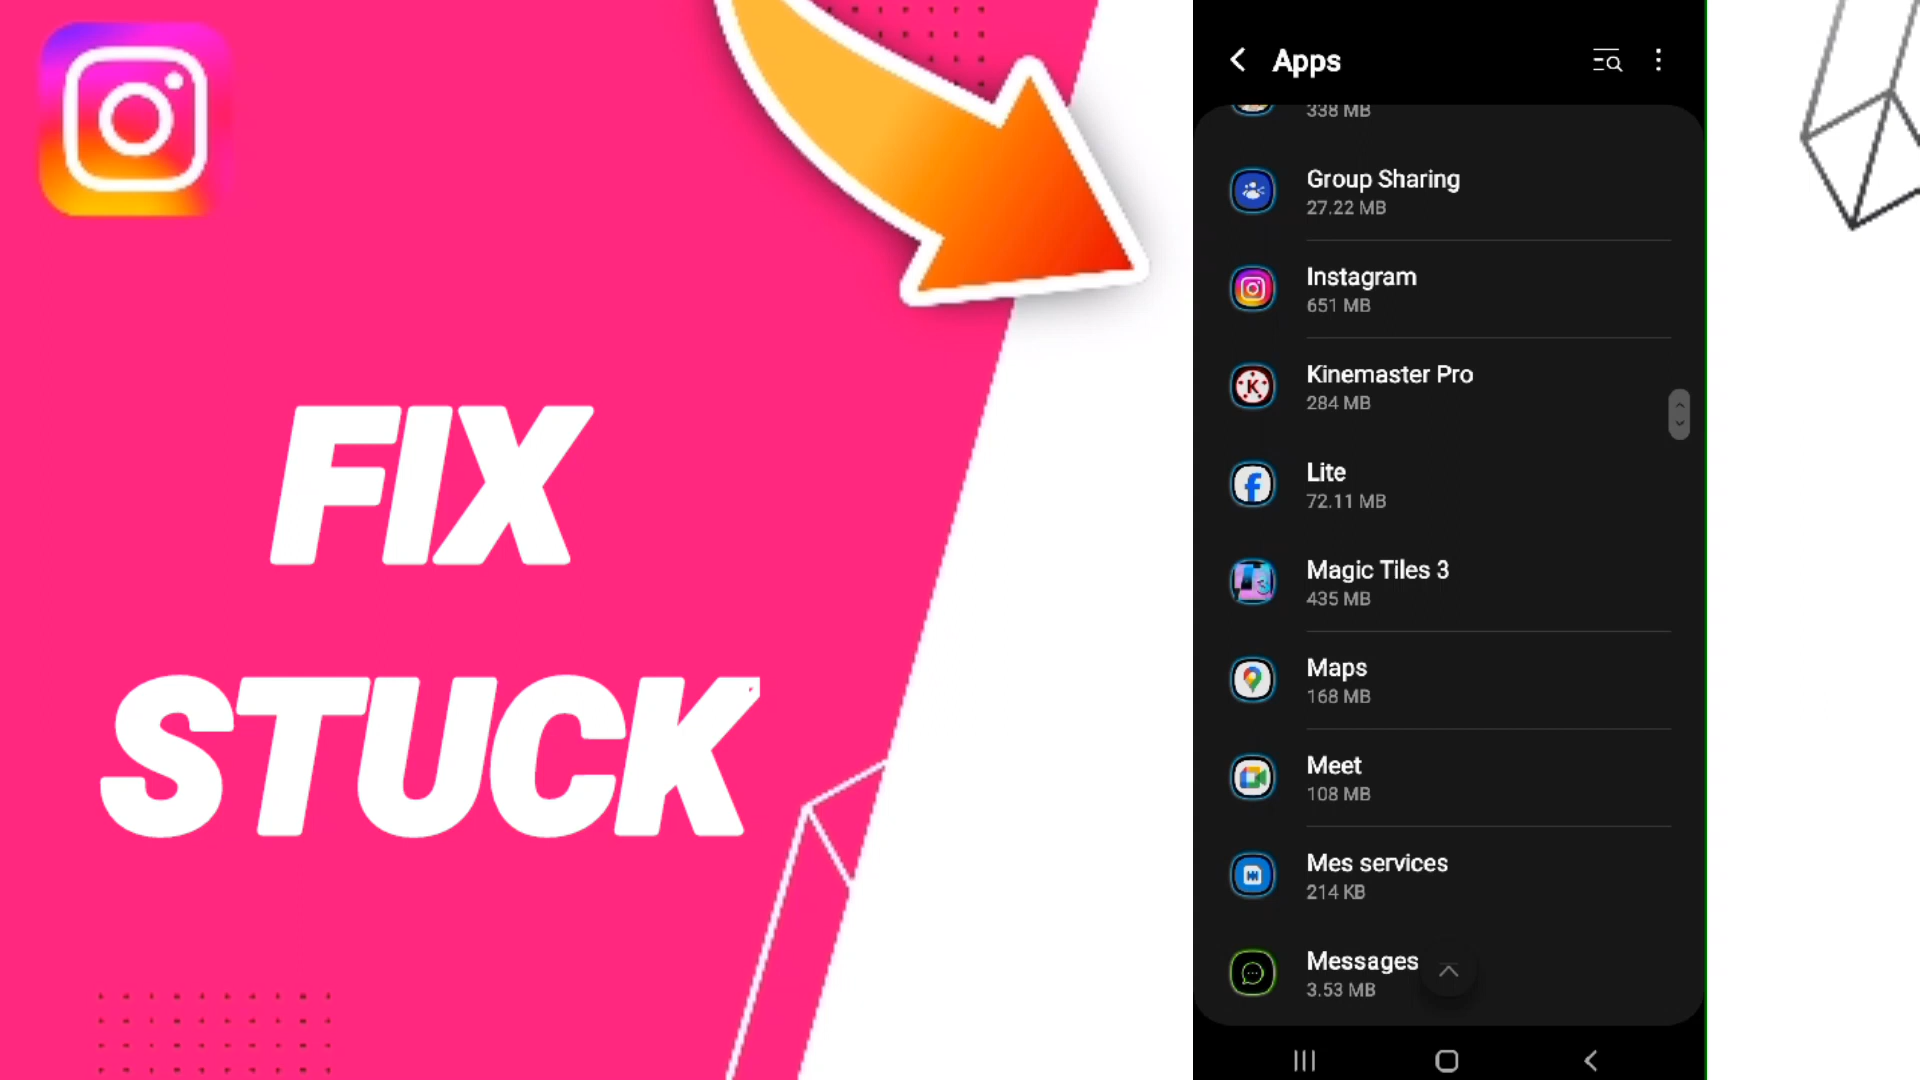 FIX
STUCK
Apps
338 MB
Group Sharing
27.22 MB
Instagram
651 MB
Kinemaster Pro
284 MB
Lite
72.11 MB
Magic Tiles 3
435 MB
Maps
168 MB
Meet
108 MB
Mes services
214 KB
Messages
3.53 MB